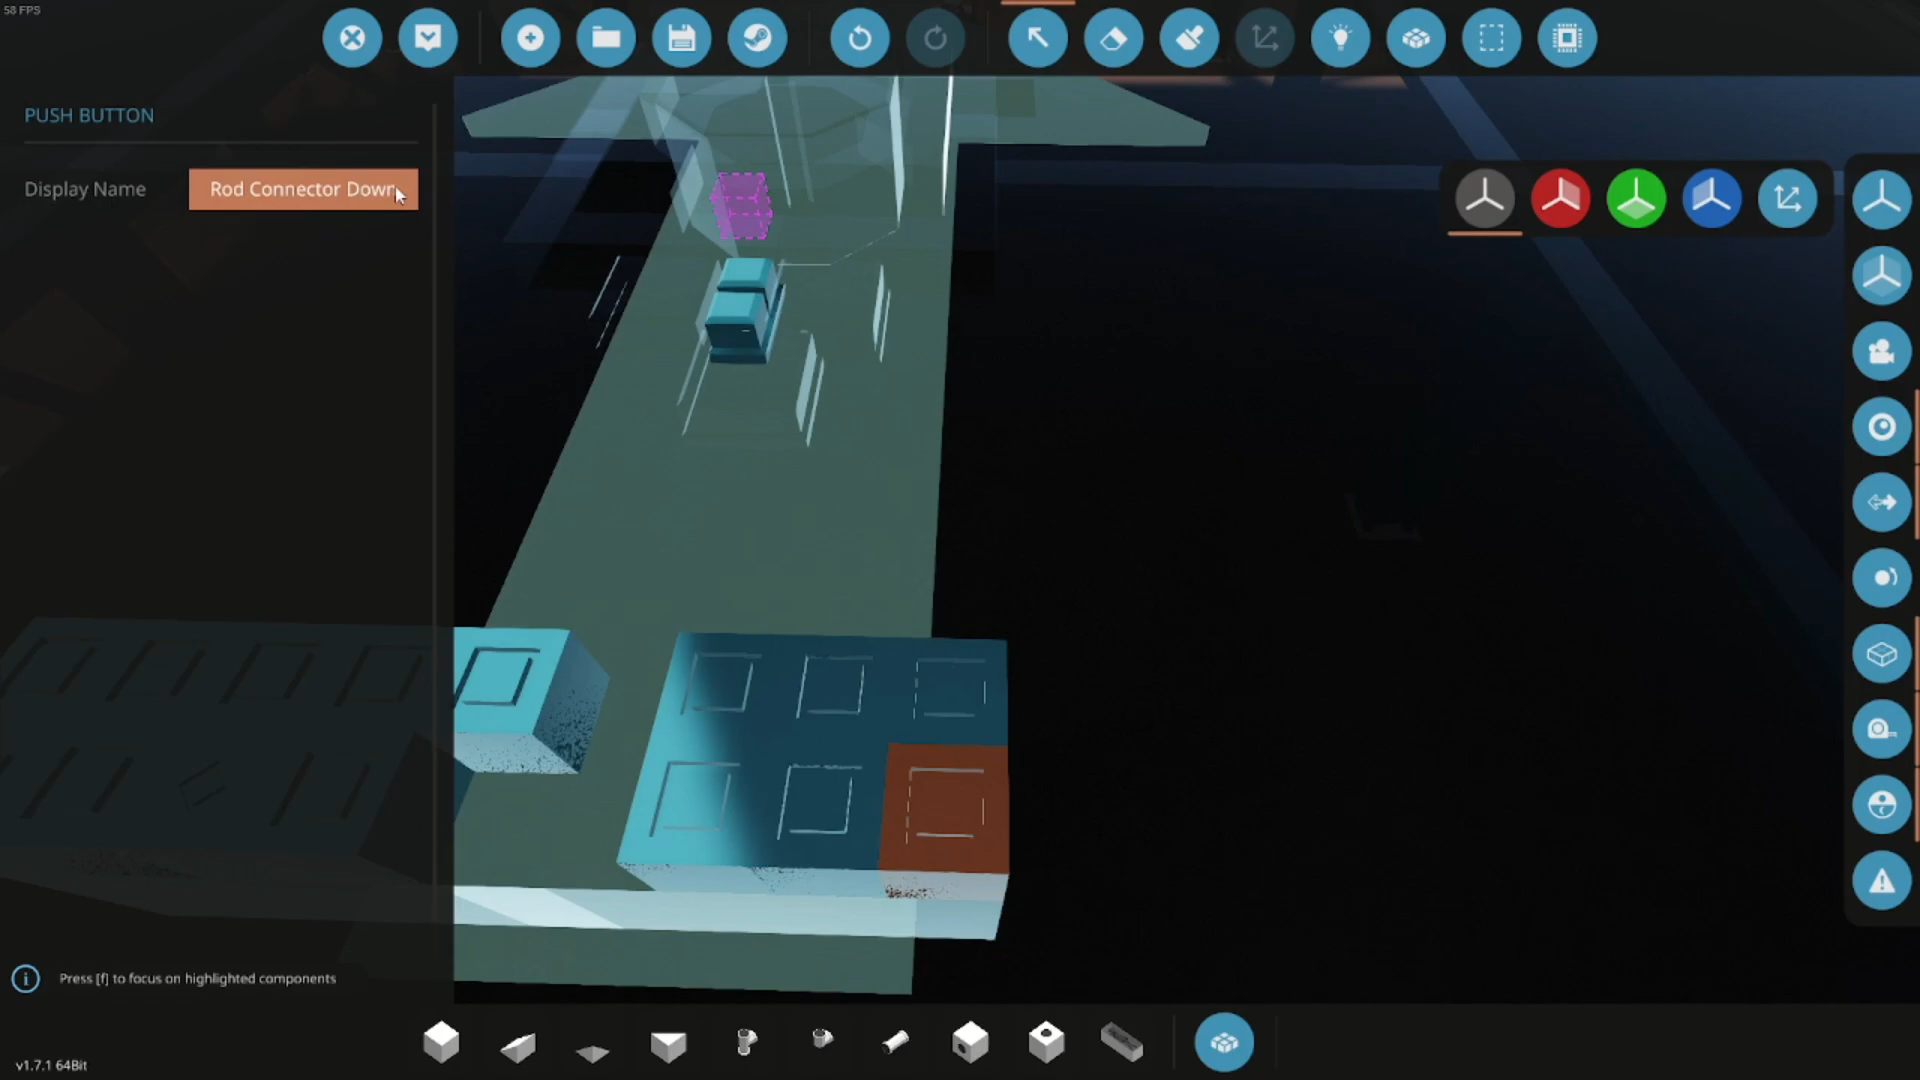 58 FPS
PUSH BUTTON
Display Name
Rod Connector Down
Press [f] to focus on highlighted components
v1.7.1 64Bit